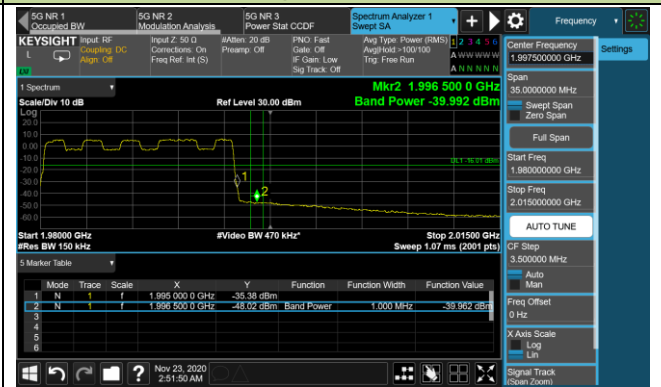 5G NR 1
Occupied BW
5G NR 2
Modulation Analysis
5G NR 3
Power Stat CCDF
Spectrum Analyzer 1
Swept SA
Frequency
KEYSIGHT
L
Input: RF
Coupling: DC
Align: Off
Input Z: 50 Ω
Corrections: On
Freq Ref: Int (S)
#Atten: 20 dB
Preamp: Off
PNO: Fast
Gate: Off
IF Gain: Low
Sig Track: Off
Avg Type: Power (RMS)
Avg|Hold:>100/100
Trig: Free Run
1 2 3 4 5 6
A W W W W W
A N N N N N
1 Spectrum
Scale/Div 10 dB
Ref Level 30.00 dBm
Mkr2 1.996 500 0 GHz
Band Power -39.992 dBm
Log
20.0
10.0
0.00
-10.0
-20.0
-30.0
-40.0
-50.0
-60.0
DL1 -16.01 dBm
1
2
Start 1.98000 GHz
#Res BW 150 kHz
#Video BW 470 kHz*
Stop 2.01500 GHz
Sweep 1.07 ms (2001 pts)
5 Marker Table
Mode Trace Scale X Y Function Function Width Function Value
1 N 1 f 1.995 000 0 GHz -35.38 dBm
2 N 1 f 1.996 500 0 GHz -48.02 dBm Band Power 1.000 MHz -39.962 dBm
3
4
5
6
Nov 23, 2020
2:51:50 AM
Center Frequency
1.997500000 GHz
Settings
Span
35.0000000 MHz
Swept Span
Zero Span
Full Span
Start Freq
1.980000000 GHz
Stop Freq
2.015000000 GHz
AUTO TUNE
CF Step
3.500000 MHz
Auto
Man
Freq Offset
0 Hz
X Axis Scale
Log
Lin
Signal Track
(Span Zoom)